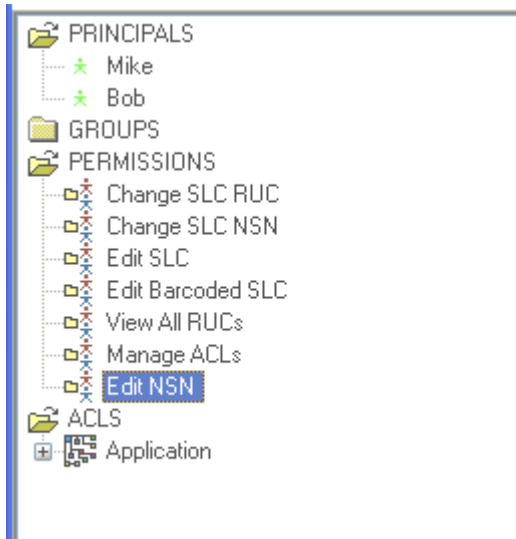 PRINCIPALS
Mike
Bob
GROUPS
PERMISSIONS
Change SLC RUC
Change SLC NSN
Edit SLC
Edit Barcoded SLC
View All RUCs
Manage ACLs
Edit NSN
ACLS
Application